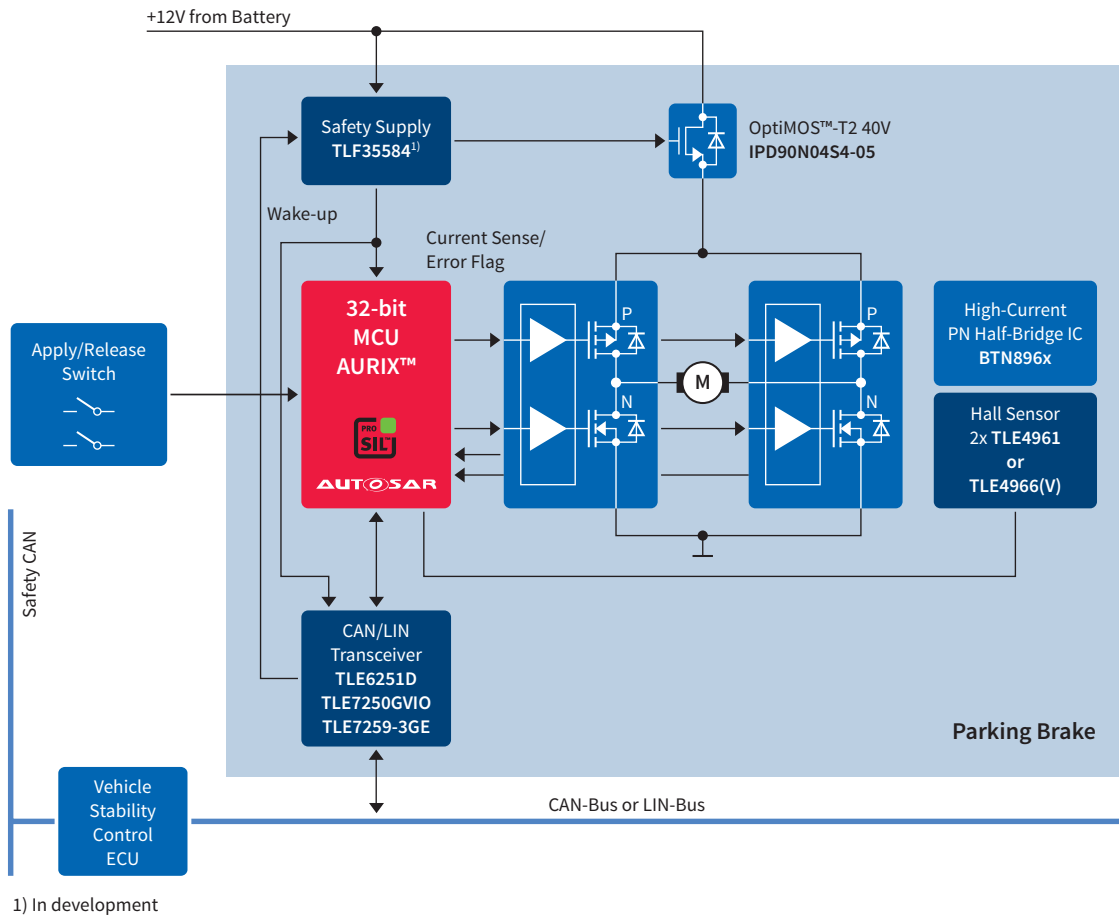 +12V from Battery
Safety Supply
TLF35584¹⁾
OptiMOS™-T2 40V
IPD90N04S4-05
Wake-up
Current Sense/
Error Flag
32-bit
MCU
AURIX™
PRO
SIL™
AUTOSAR
P
N
M
P
N
High-Current
PN Half-Bridge IC
BTN896x
Hall Sensor
2x TLE4961
or
TLE4966(V)
Apply/Release
Switch
Safety CAN
CAN/LIN
Transceiver
TLE6251D
TLE7250GVIO
TLE7259-3GE
Parking Brake
Vehicle
Stability
Control
ECU
CAN-Bus or LIN-Bus
1) In development